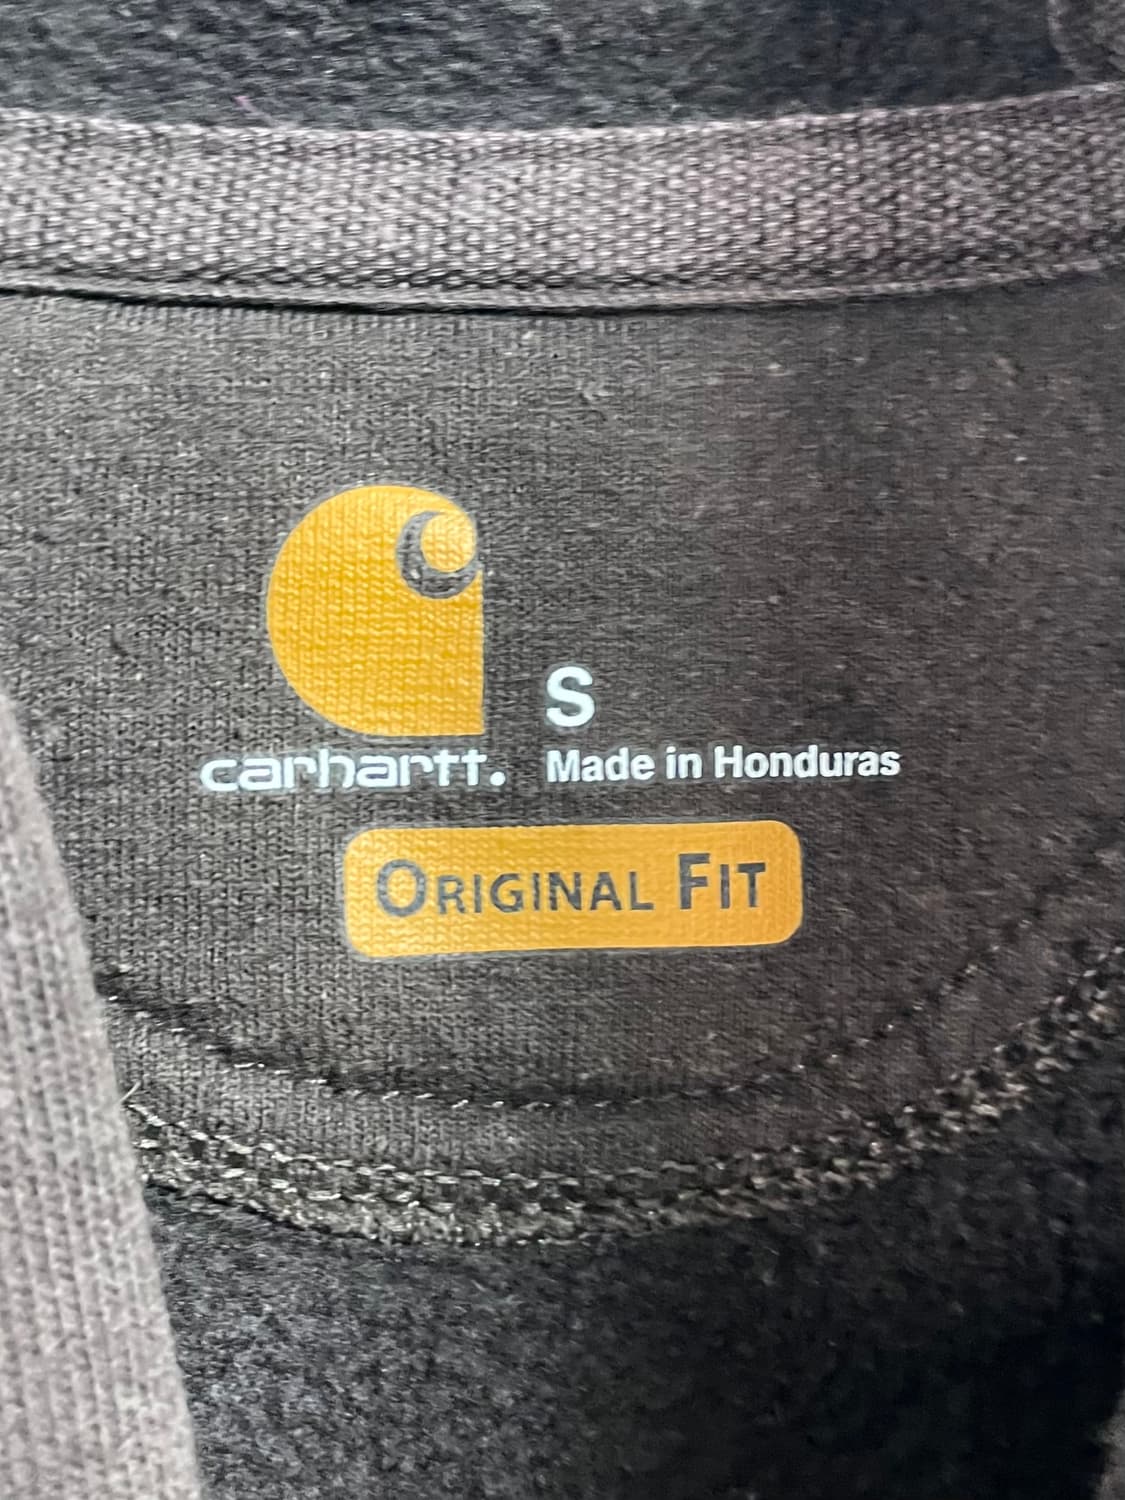 S
carhartt. Made in Honduras
ORIGINAL FIT